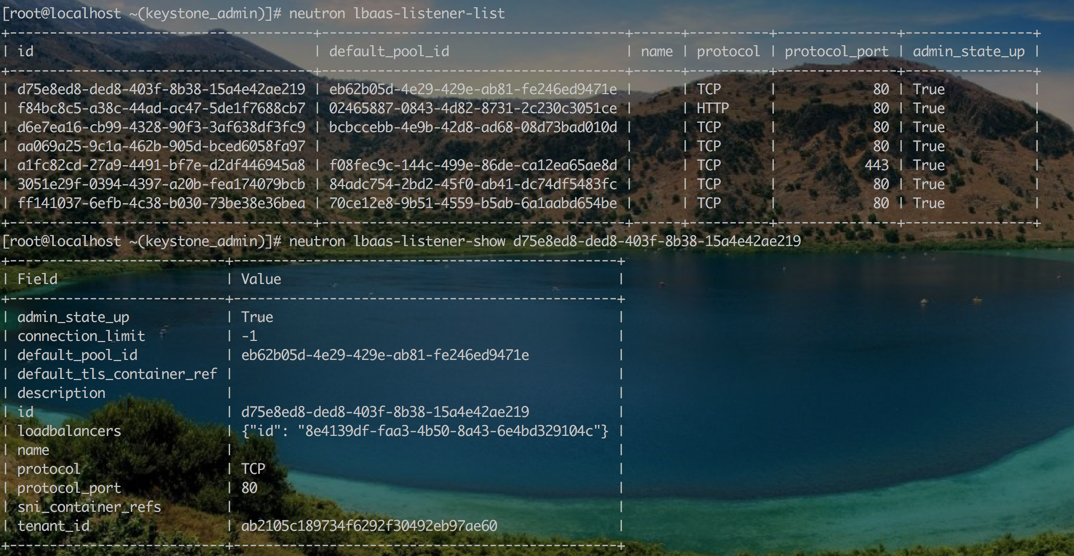 [root@localhost ~(keystone_admin)]# neutron lbaas-listener-list
+--------------------------------------+--------------------------------------+------+----------+---------------+----------------+
| id                                   | default_pool_id                      | name | protocol | protocol_port | admin_state_up |
+--------------------------------------+--------------------------------------+------+----------+---------------+----------------+
| d75e8ed8-ded8-403f-8b38-15a4e42ae219 | eb62b05d-4e29-429e-ab81-fe246ed9471e |      | TCP      |            80 | True           |
| f84bc8c5-a38c-44ad-ac47-5de1f7688cb7 | 02465887-0843-4d82-8731-2c230c3051ce |      | HTTP     |            80 | True           |
| d6e7ea16-cb99-4328-90f3-3af638df3fc9 | bcbccebb-4e9b-42d8-ad68-08d73bad010d |      | TCP      |            80 | True           |
| aa069a25-9c1a-462b-905d-bced6058fa97 |                                      |      | TCP      |            80 | True           |
| a1fc82cd-27a9-4491-bf7e-d2df446945a8 | f08fec9c-144c-499e-86de-ca12ea65ae8d |      | TCP      |           443 | True           |
| 3051e29f-0394-4397-a20b-fea174079bcb | 84adc754-2bd2-45f0-ab41-dc74df5483fc |      | TCP      |            80 | True           |
| ff141037-6efb-4c38-b030-73be38e36bea | 70ce12e8-9b51-4559-b5ab-6a1aabd654be |      | TCP      |            80 | True           |
+--------------------------------------+--------------------------------------+------+----------+---------------+----------------+
[root@localhost ~(keystone_admin)]# neutron lbaas-listener-show d75e8ed8-ded8-403f-8b38-15a4e42ae219
+---------------------------+------------------------------------------------+
| Field                     | Value                                          |
+---------------------------+------------------------------------------------+
| admin_state_up            | True                                           |
| connection_limit          | -1                                             |
| default_pool_id           | eb62b05d-4e29-429e-ab81-fe246ed9471e           |
| default_tls_container_ref |                                                |
| description               |                                                |
| id                        | d75e8ed8-ded8-403f-8b38-15a4e42ae219           |
| loadbalancers             | {"id": "8e4139df-faa3-4b50-8a43-6e4bd329104c"} |
| name                      |                                                |
| protocol                  | TCP                                            |
| protocol_port             | 80                                             |
| sni_container_refs        |                                                |
| tenant_id                 | ab2105c189734f6292f30492eb97ae60               |
+---------------------------+------------------------------------------------+